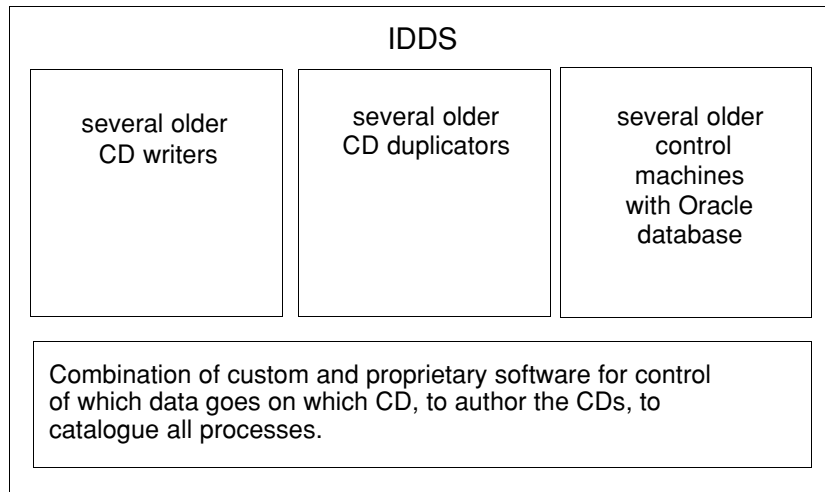 IDDS
several older
CD writers
several older
CD duplicators
several older
control
machines
with Oracle
database
Combination of custom and proprietary software for control
of which data goes on which CD, to author the CDs, to
catalogue all processes.